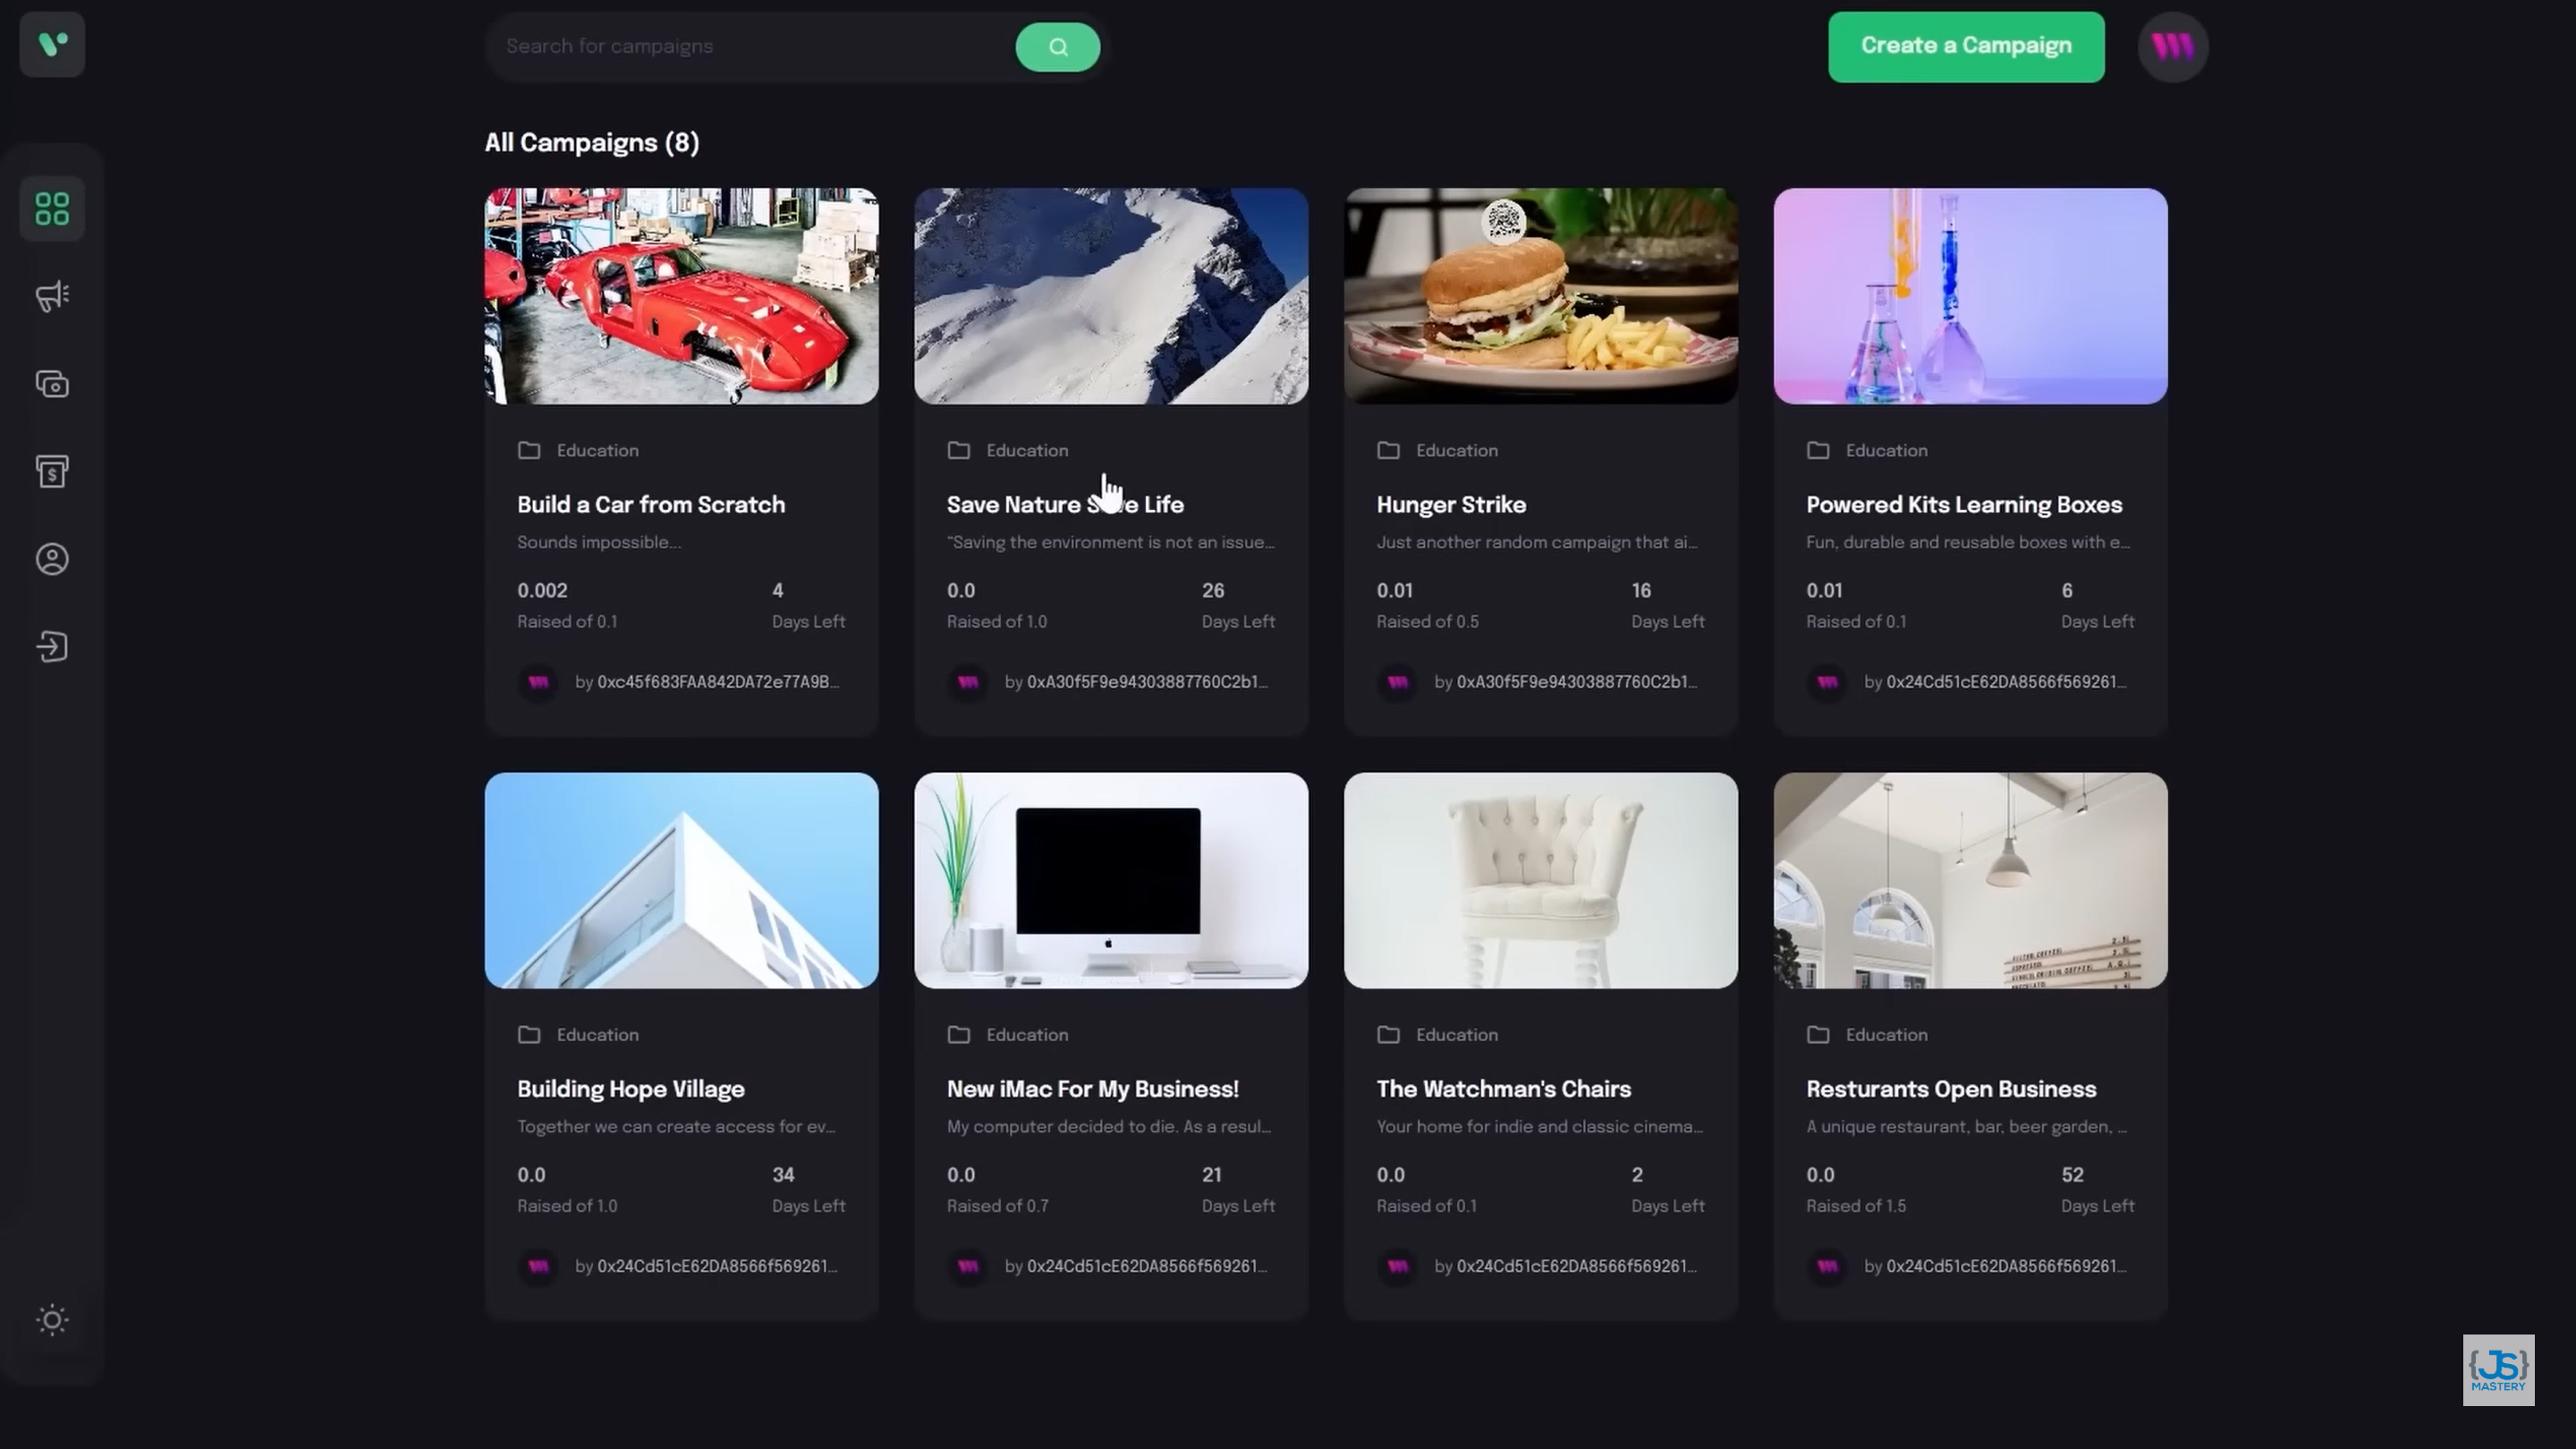 Search for campaigns
Create a Campaign
All Campaigns (8)
Education
Build a Car from Scratch
Sounds impossible...
0.002
4
Raised of 0.1
Days Left
by 0xc45f683FAA842DA72e77A9B...
Education
Save Nature Save Life
"Saving the environment is not an issue...
0.0
26
Raised of 1.0
Days Left
by 0xA30f5F9e94303887760C2b1...
Education
Hunger Strike
Just another random campaign that ai...
0.01
16
Raised of 0.5
Days Left
by 0xA30f5F9e94303887760C2b1...
Education
Powered Kits Learning Boxes
Fun, durable and reusable boxes with e...
0.01
6
Raised of 0.1
Days Left
by 0x24Cd51cE62DA8566f569261...
Education
Building Hope Village
Together we can create access for ev...
0.0
34
Raised of 1.0
Days Left
by 0x24Cd51cE62DA8566f569261...
Education
New iMac For My Business!
My computer decided to die. As a resul...
0.0
21
Raised of 0.7
Days Left
by 0x24Cd51cE62DA8566f569261...
Education
The Watchman's Chairs
Your home for indie and classic cinema...
0.0
2
Raised of 0.1
Days Left
by 0x24Cd51cE62DA8566f569261...
Education
Resturants Open Business
A unique restaurant, bar, beer garden, ...
0.0
52
Raised of 1.5
Days Left
by 0x24Cd51cE62DA8566f569261...
{JS}
MASTERY